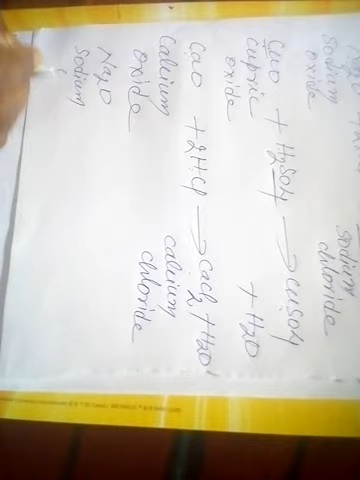 sodium
oxide
sodium
chloride
CuO + H2SO4 → CuSO4
+ H2O
cupric
oxide
CaO + 2HCl → CaCl2 + H2O
Calcium
oxide
calcium
chloride
Na2O
sodium